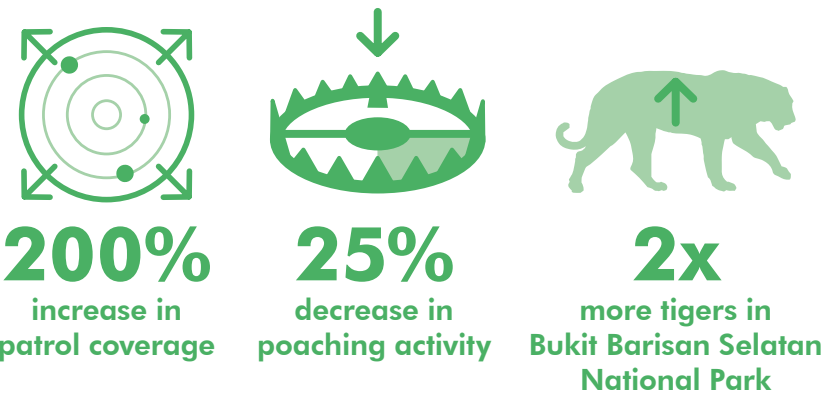 200%
increase in
patrol coverage
25%
decrease in
poaching activity
2x
more tigers in
Bukit Barisan Selatan
National Park